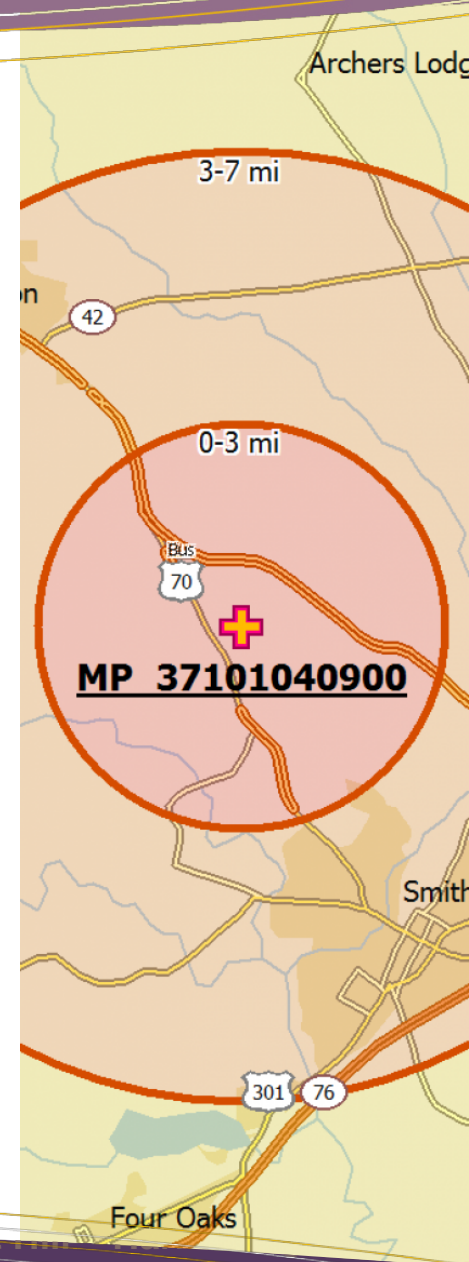 Archers Lodg
3-7 mi
on
42
0-3 mi
Bus
70
MP 37101040900
Smith
301
76
Four Oaks